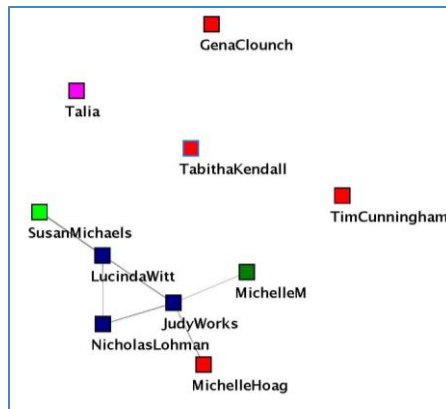 GenaClounch
Talia
TabithaKendall
TimCunningham
SusanMichaels
LucindaWitt
MichelleM
JudyWorks
NicholasLohman
MichelleHoag